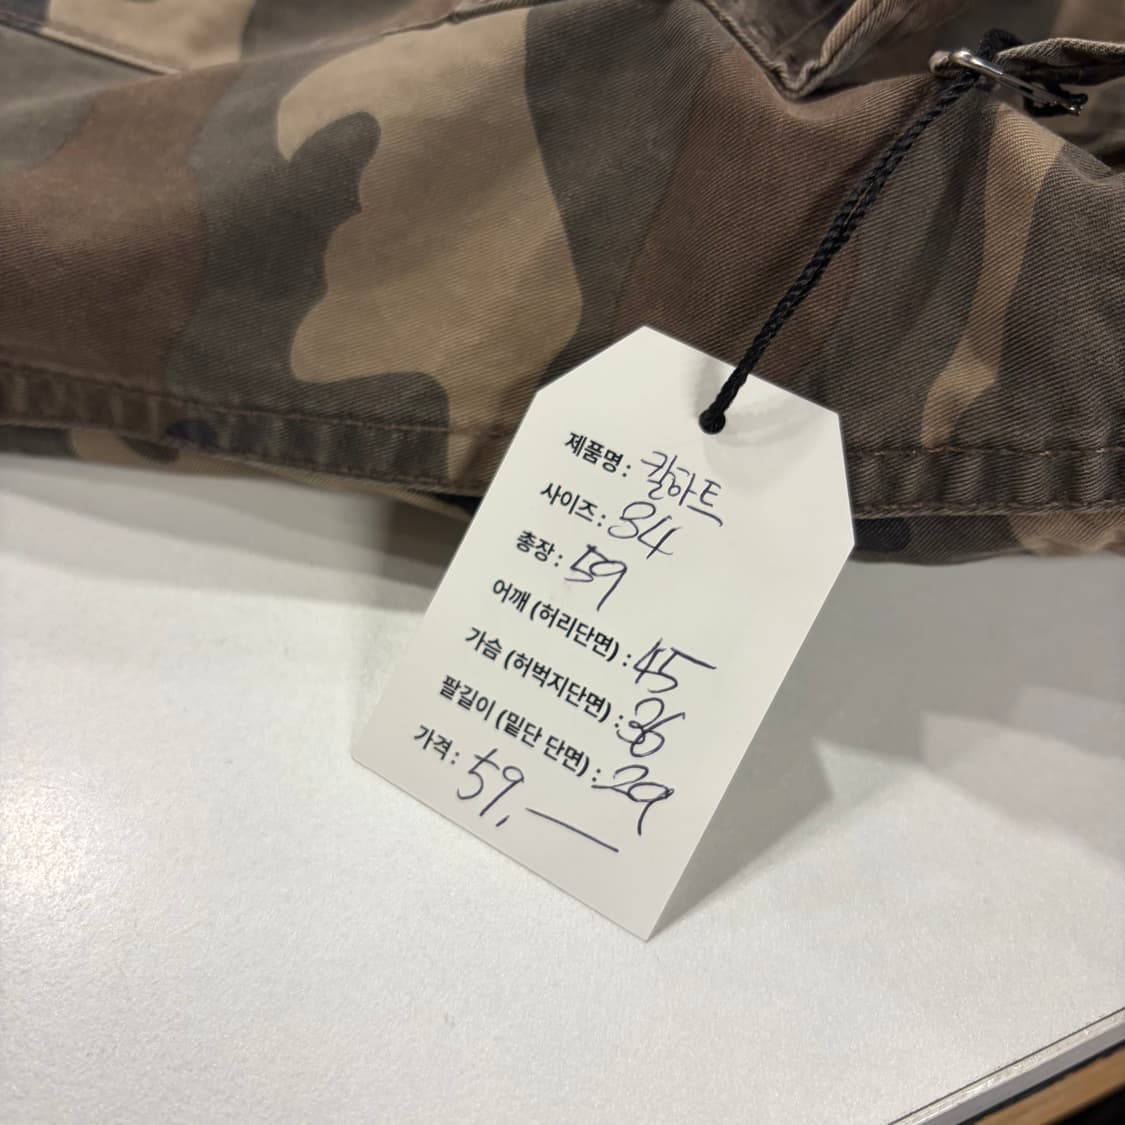 제품명 : 칼하트
사이즈 : 34
총장 : 59
어깨 (허리단면) : 45
가슴 (허벅지단면) : 36
팔길이 (밑단 단면) : 29
가격 : 59,—